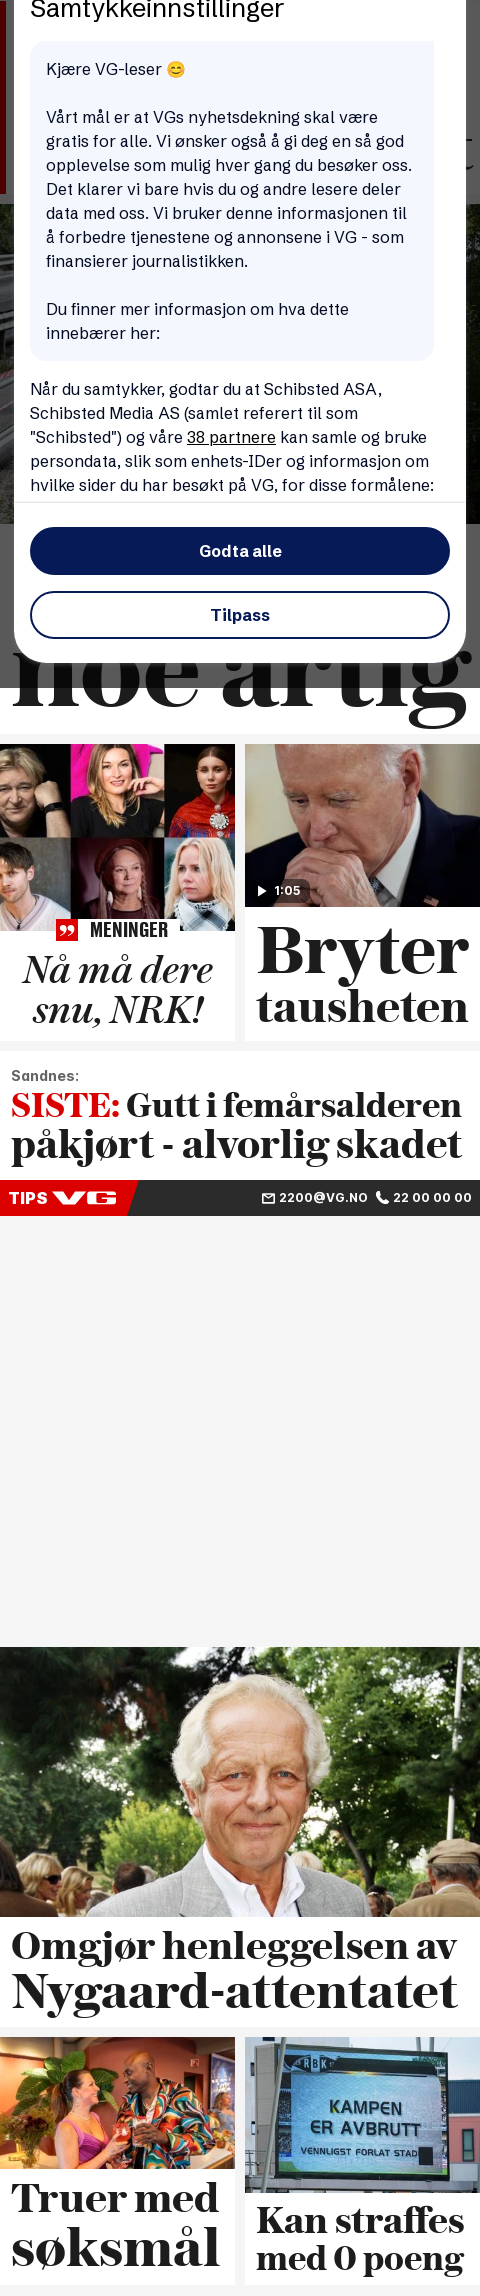 Samtykkeinnstillinger
Kjære VG-leser 😊
Vårt mål er at VGs nyhetsdekning skal være
gratis for alle. Vi ønsker også å gi deg en så god
opplevelse som mulig hver gang du besøker oss.
Det klarer vi bare hvis du og andre lesere deler
data med oss. Vi bruker denne informasjonen til
å forbedre tjenestene og annonsene i VG - som
finansierer journalistikken.
Du finner mer informasjon om hva dette
innebærer her:
Når du samtykker, godtar du at Schibsted ASA,
Schibsted Media AS (samlet referert til som
"Schibsted") og våre 38 partnere kan samle og bruke
persondata, slik som enhets-IDer og informasjon om
hvilke sider du har besøkt på VG, for disse formålene:
Godta alle
Tilpass
noe artig
1:05
MENINGER
Nå må dere
snu, NRK!
Bryter
tausheten
Sandnes:
SISTE: Gutt i femårsalderen
påkjørt - alvorlig skadet
TIPS VG
2200@VG.NO 22 00 00 00
Omgjør henleggelsen av
Nygaard-attentatet
Truer med
søksmål
RBK
KAMPEN
ER AVBRUTT
VENNLIGST FORLAT STAD
Kan straffes
med 0 poeng